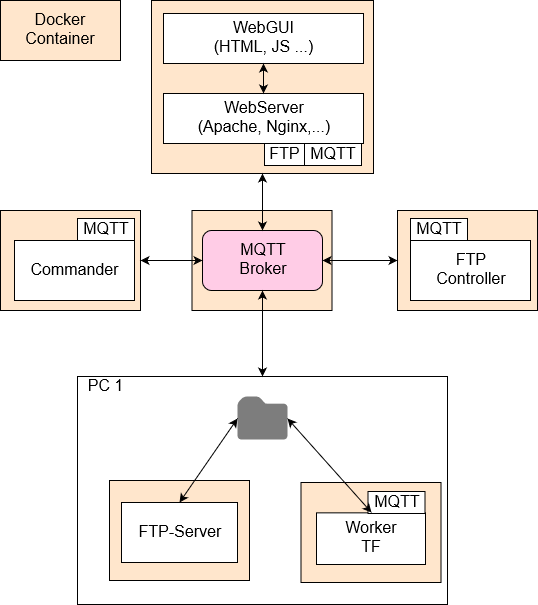 Docker
Container
WebGUI
(HTML, JS ...)
WebServer
(Apache, Nginx,...)
FTP
MQTT
MQTT
Commander
MQTT
Broker
MQTT
FTP
Controller
PC 1
FTP-Server
MQTT
Worker
TF